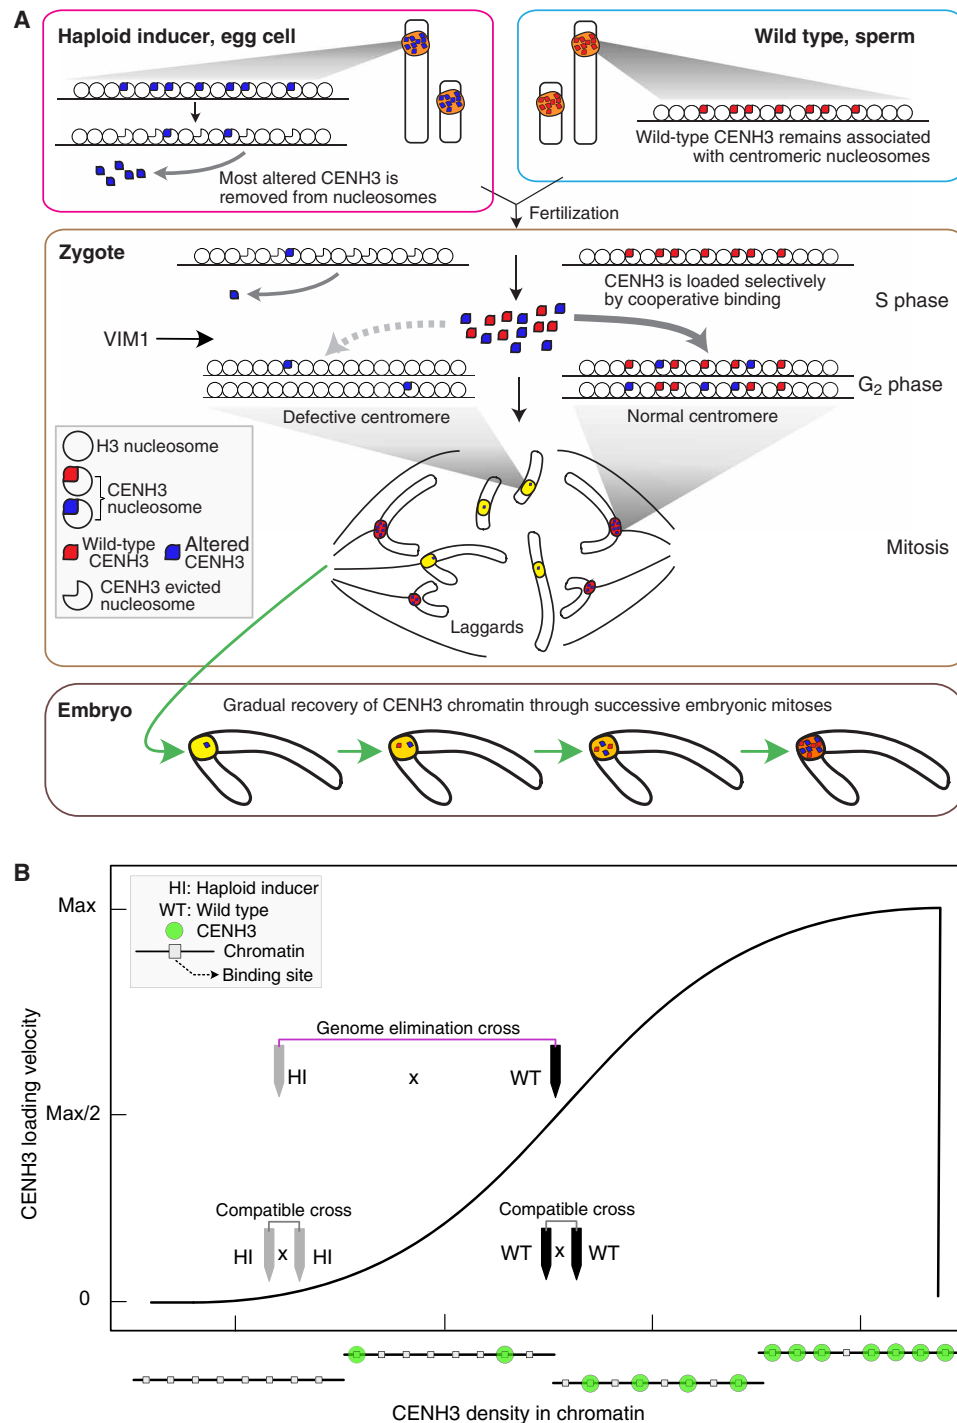 A
Haploid inducer, egg cell
Most altered CENH3 is
removed from nucleosomes
Wild type, sperm
Wild-type CENH3 remains associated
with centromeric nucleosomes
Fertilization
Zygote
CENH3 is loaded selectively
by cooperative binding
S phase
VIM1
G2 phase
Defective centromere
Normal centromere
H3 nucleosome
CENH3
nucleosome
Wild-type
CENH3
Altered
CENH3
CENH3 evicted
nucleosome
Mitosis
Laggards
Embryo
Gradual recovery of CENH3 chromatin through successive embryonic mitoses
B
HI: Haploid inducer
WT: Wild type
CENH3
Chromatin
Binding site
CENH3 loading velocity
Max
Max/2
0
Genome elimination cross
HI x WT
Compatible cross
HI x HI
Compatible cross
WT x WT
CENH3 density in chromatin